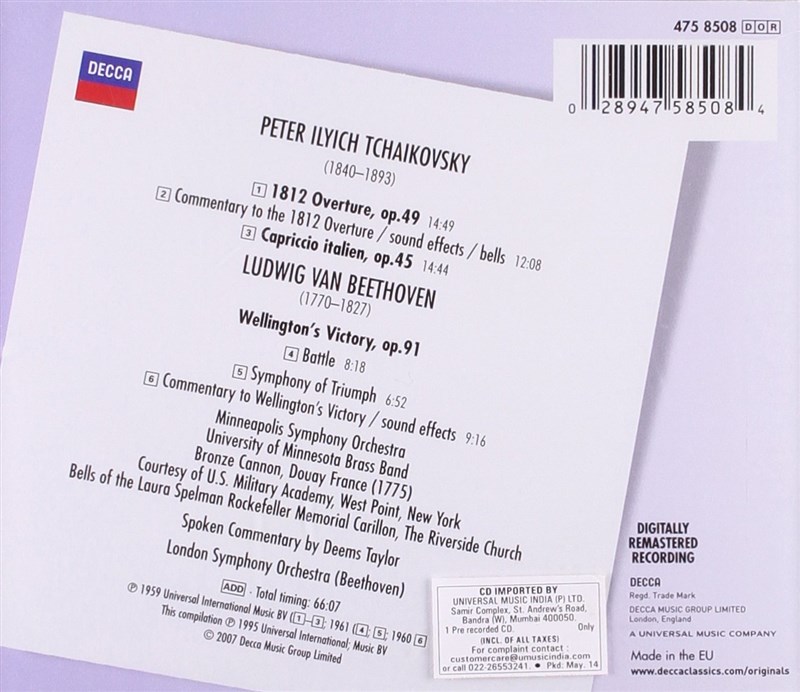 475 8508 DOR
0 28947 58508 4
DECCA
PETER ILYICH TCHAIKOVSKY
(1840–1893)
1 1812 Overture, op.49 14:49
2 Commentary to the 1812 Overture / sound effects / bells 12:08
3 Capriccio italien, op.45 14:44
LUDWIG VAN BEETHOVEN
(1770–1827)
Wellington's Victory, op.91
4 Battle 8:18
5 Symphony of Triumph 6:52
6 Commentary to Wellington's Victory / sound effects 9:16
Minneapolis Symphony Orchestra
University of Minnesota Brass Band
Bronze Cannon, Douay France (1775)
Courtesy of U.S. Military Academy, West Point, New York
Bells of the Laura Spelman Rockefeller Memorial Carillon, The Riverside Church
Spoken Commentary by Deems Taylor
London Symphony Orchestra (Beethoven)
ADD · Total timing: 66:07
℗ 1959 Universal International Music BV (1–3; 1961 (4; 5; 1960 6
This compilation ℗ 1995 Universal International; Music BV
© 2007 Decca Music Group Limited
CD IMPORTED BY
UNIVERSAL MUSIC INDIA (P) LTD.
Samir Complex, St. Andrew's Road,
Bandra (W), Mumbai 400050.
1 Pre recorded CD. Only
(INCL. OF ALL TAXES)
For complaint contact :
customercare@umusicindia.com
or call 022-26553241. ● Pkd: May. 14
DIGITALLY
REMASTERED
RECORDING
DECCA
Regd. Trade Mark
DECCA MUSIC GROUP LIMITED
London, England
A UNIVERSAL MUSIC COMPANY
Made in the EU
www.deccaclassics.com/originals